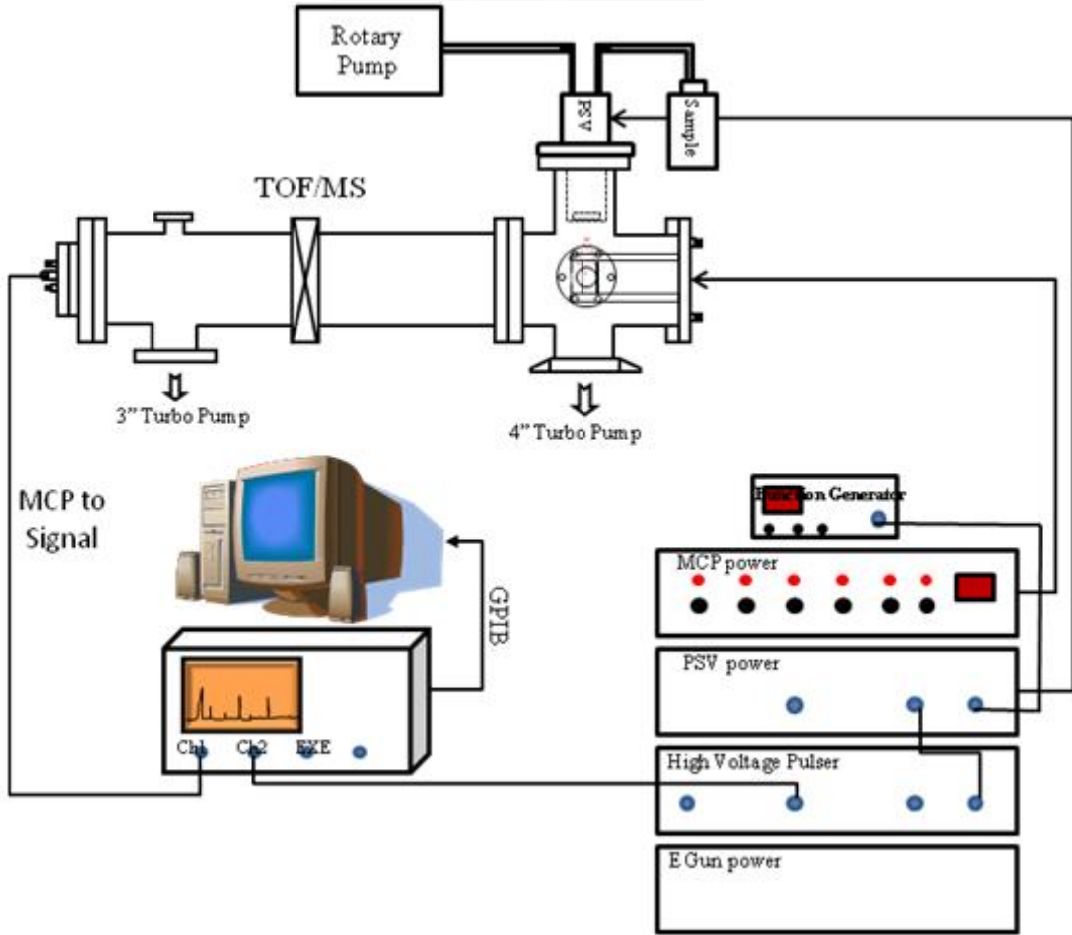 Rotary
Pump
PSV
Sample
TOF/MS
3” Turbo Pump
4” Turbo Pump
MCP to
Signal
GPIB
Function Generator
MCP power
PSV power
Ch1 Ch2 EXE
High Voltage Pulser
E Gun power